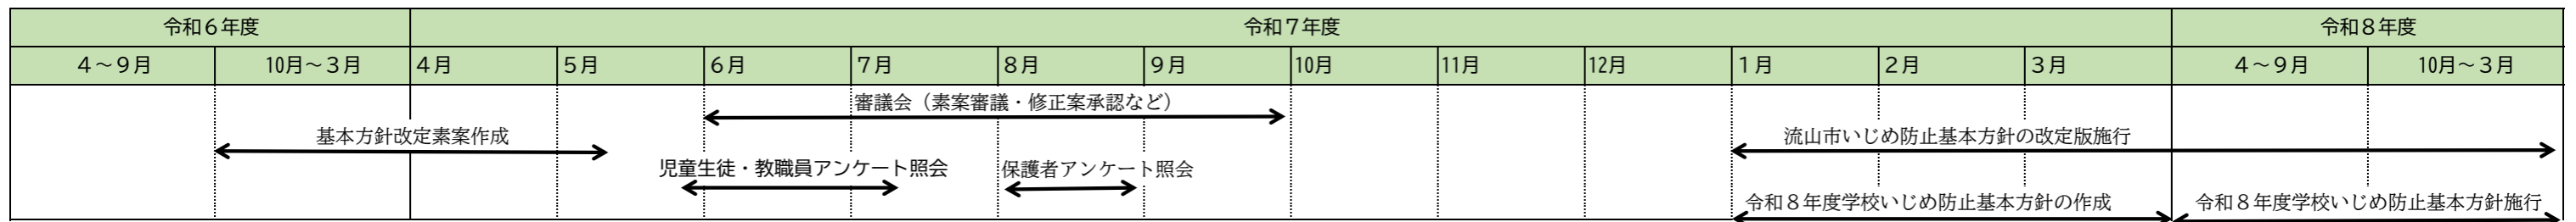 令和６年度 令和７年度 令和８年度
４～９月 10月～３月 ４月 ５月 ６月 ７月 ８月 ９月 10月 11月 12月 １月 ２月 ３月 ４～９月 10月～３月
審議会（素案審議・修正案承認など）
基本方針改定素案作成 流山市いじめ防止基本方針の改定版施行
児童生徒・教職員アンケート照会 保護者アンケート照会
令和８年度学校いじめ防止基本方針の作成 令和８年度学校いじめ防止基本方針施行